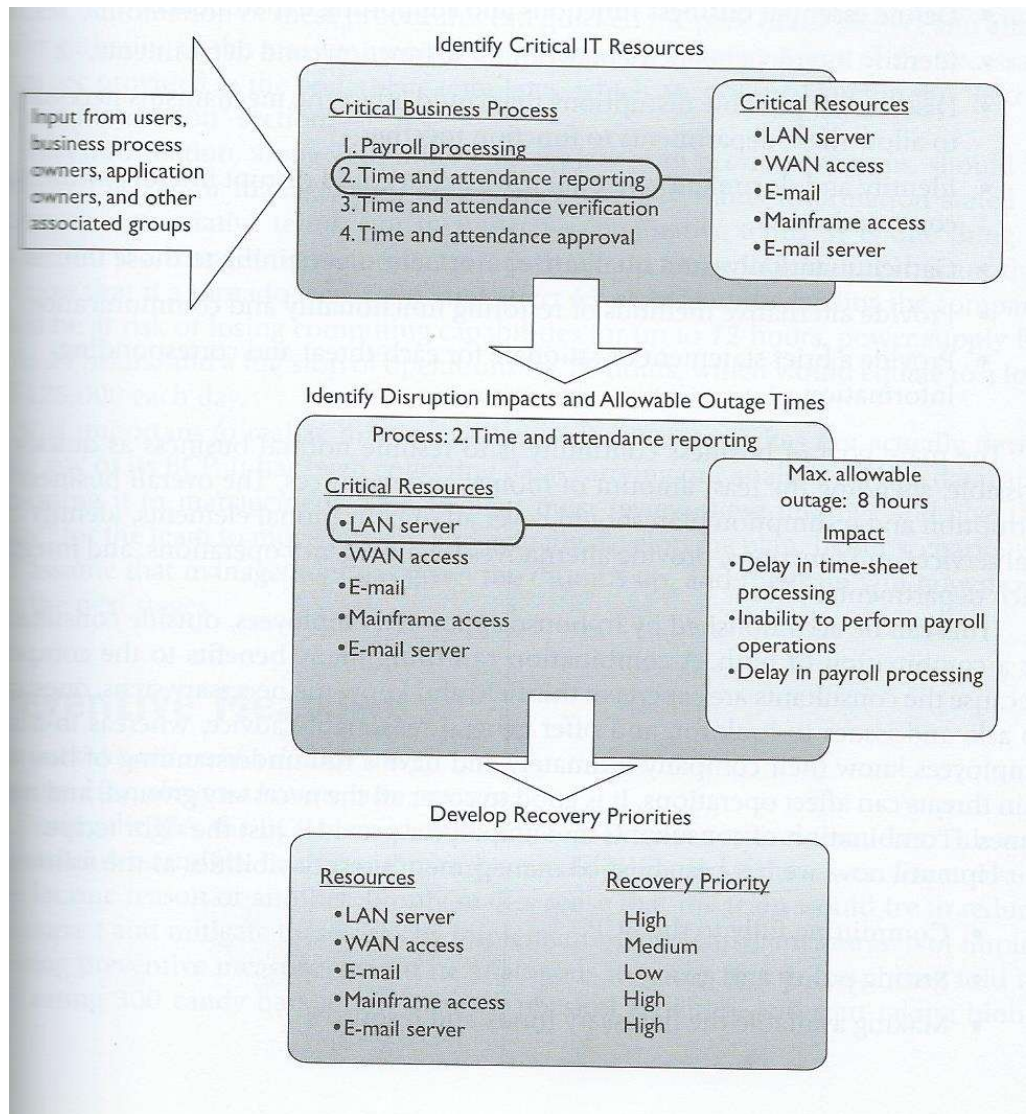 Identify Critical IT Resources
Input from users,
business process
owners, application
owners, and other
associated groups
Critical Business Process
1. Payroll processing
2. Time and attendance reporting
3. Time and attendance verification
4. Time and attendance approval
Critical Resources
•LAN server
•WAN access
•E-mail
•Mainframe access
•E-mail server
Identify Disruption Impacts and Allowable Outage Times
Process: 2. Time and attendance reporting
Critical Resources
•LAN server
•WAN access
•E-mail
•Mainframe access
•E-mail server
Max. allowable
outage: 8 hours
Impact
•Delay in time-sheet
processing
•Inability to perform payroll
operations
•Delay in payroll processing
Develop Recovery Priorities
Resources Recovery Priority
•LAN server High
•WAN access Medium
•E-mail Low
•Mainframe access High
•E-mail server High